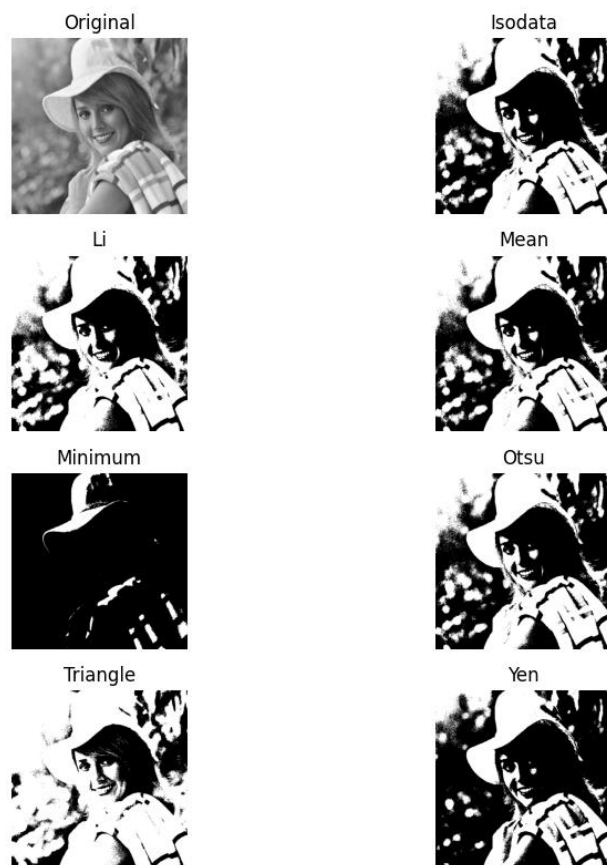 Original
Isodata
Li
Mean
Minimum
Otsu
Triangle
Yen